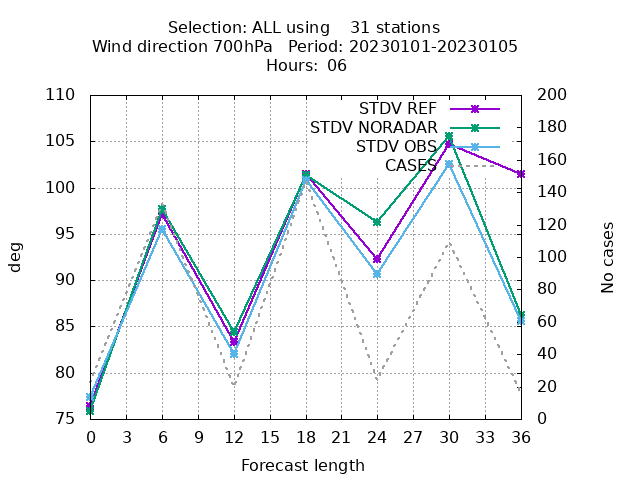 Selection: ALL using    31 stations
Wind direction 700hPa   Period: 20230101-20230105
Hours: 06
110
105
100
95
90
85
80
75
200
180
160
140
120
100
80
60
40
20
0
STDV REF
STDV NORADAR
STDV OBS
CASES
deg
No cases
0 3 6 9 12 15 18 21 24 27 30 33 36
Forecast length